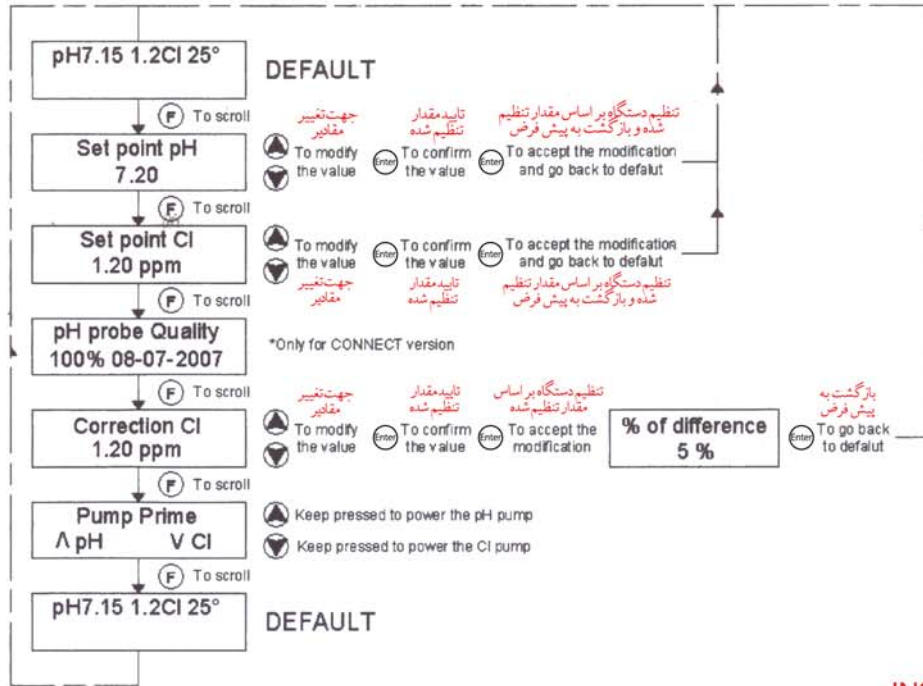 pH7.15 1.2Cl 25°
DEFAULT
F To scroll
Set point pH
7.20
جهت تغییر
مقادیر
To modify
the value
تایید مقدار
تنظیم شده
Enter To confirm
the value
تنظیم دستگاه بر اساس مقدار تنظیم
شده و بازگشت به پیش فرض
Enter To accept the modification
and go back to defalut
F To scroll
Set point Cl
1.20 ppm
To modify
the value
جهت تغییر
مقادیر
Enter To confirm
the value
تایید مقدار
تنظیم شده
Enter To accept the modification
and go back to defalut
تنظیم دستگاه بر اساس مقدار تنظیم
شده و بازگشت به پیش فرض
F To scroll
pH probe Quality
100% 08-07-2007
*Only for CONNECT version
F To scroll
Correction Cl
1.20 ppm
جهت تغییر
مقادیر
To modify
the value
تایید مقدار
تنظیم شده
Enter To confirm
the value
تنظیم دستگاه بر اساس
مقدار تنظیم شده
Enter To accept the
modification
% of difference
5 %
بازگشت به
پیش فرض
Enter To go back
to defalut
F To scroll
Pump Prime
Λ pH V Cl
Keep pressed to power the pH pump
Keep pressed to power the Cl pump
F To scroll
pH7.15 1.2Cl 25°
DEFAULT